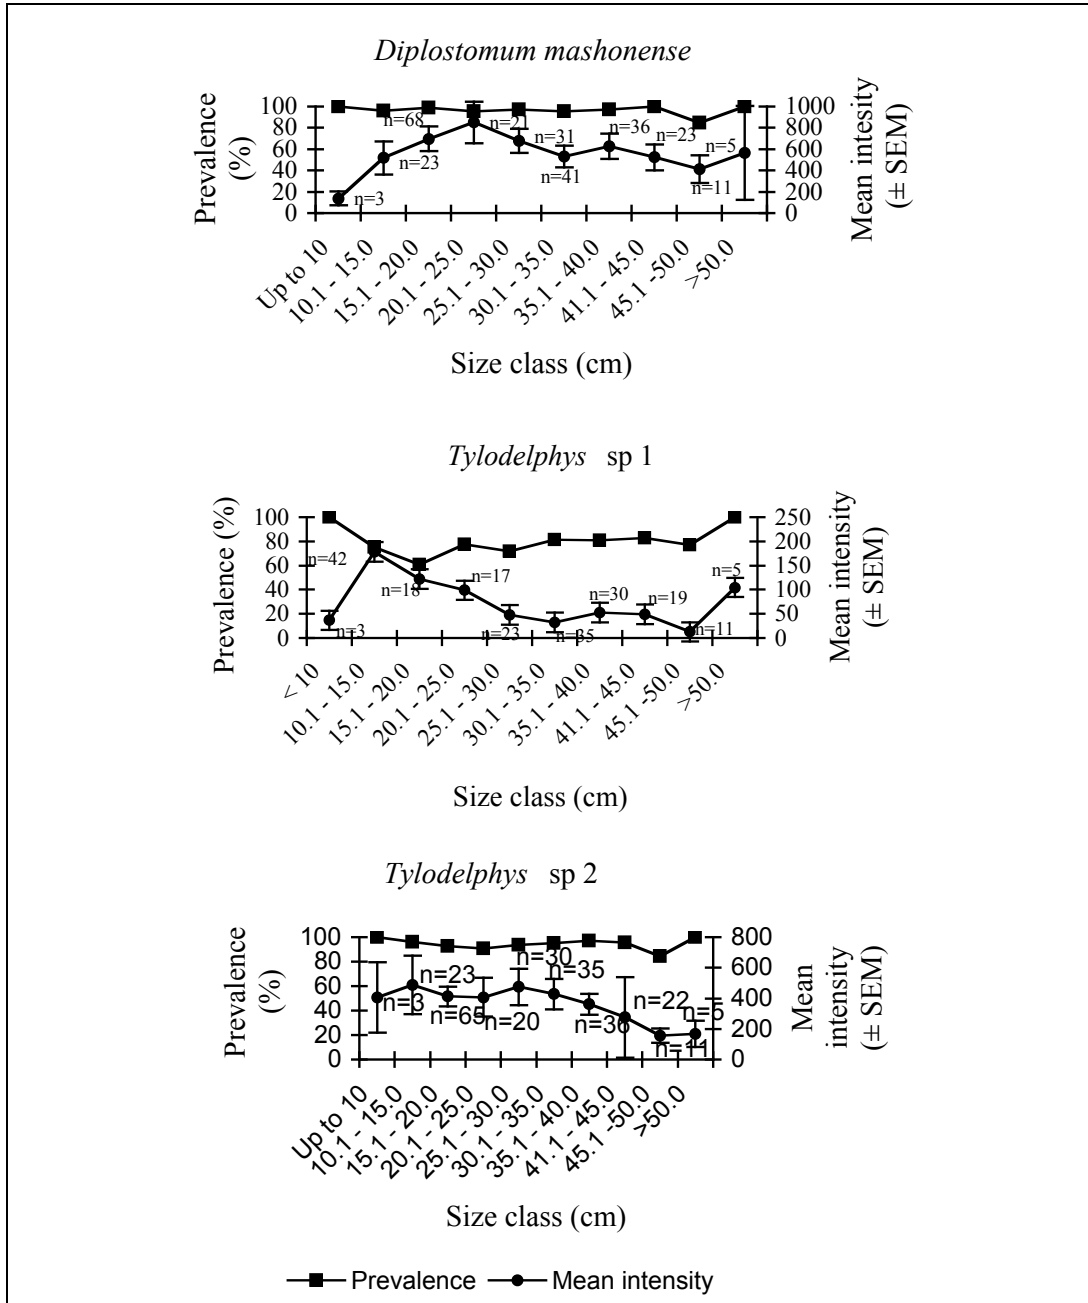 Diplostomum mashonense
Prevalence
(%)
100
80
60
40
20
0
n=3
n=23
n=68
n=21
n=31
n=41
n=36
n=23
n=11
n=5
1000
800
600
400
200
0
Mean intesity
(± SEM)
Up to 10
10.1 - 15.0
15.1 - 20.0
20.1 - 25.0
25.1 - 30.0
30.1 - 35.0
35.1 - 40.0
41.1 - 45.0
45.1 -50.0
>50.0
Size class (cm)
Tylodelphys sp 1
Prevalence (%)
100
80
60
40
20
0
n=42
n=3
n=18
n=17
n=23
n=35
n=30
n=19
n=11
n=5
250
200
150
100
50
0
Mean intensity
(± SEM)
< 10
10.1 - 15.0
15.1 - 20.0
20.1 - 25.0
25.1 - 30.0
30.1 - 35.0
35.1 - 40.0
41.1 - 45.0
45.1 -50.0
>50.0
Size class (cm)
Tylodelphys sp 2
Prevalence
(%)
100
80
60
40
20
0
n=3
n=23
n=65
n=20
n=30
n=35
n=36
n=22
n=11
n=5
800
600
400
200
0
Mean
intensity
(± SEM)
Up to 10
10.1 - 15.0
15.1 - 20.0
20.1 - 25.0
25.1 - 30.0
30.1 - 35.0
35.1 - 40.0
41.1 - 45.0
45.1 -50.0
>50.0
Size class (cm)
Prevalence
Mean intensity